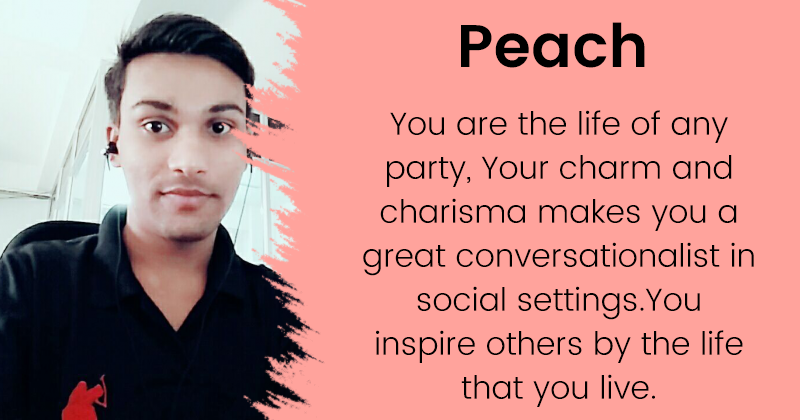 Peach
You are the life of any
party, Your charm and
charisma makes you a
great conversationalist in
social settings.You
inspire others by the life
that you live.